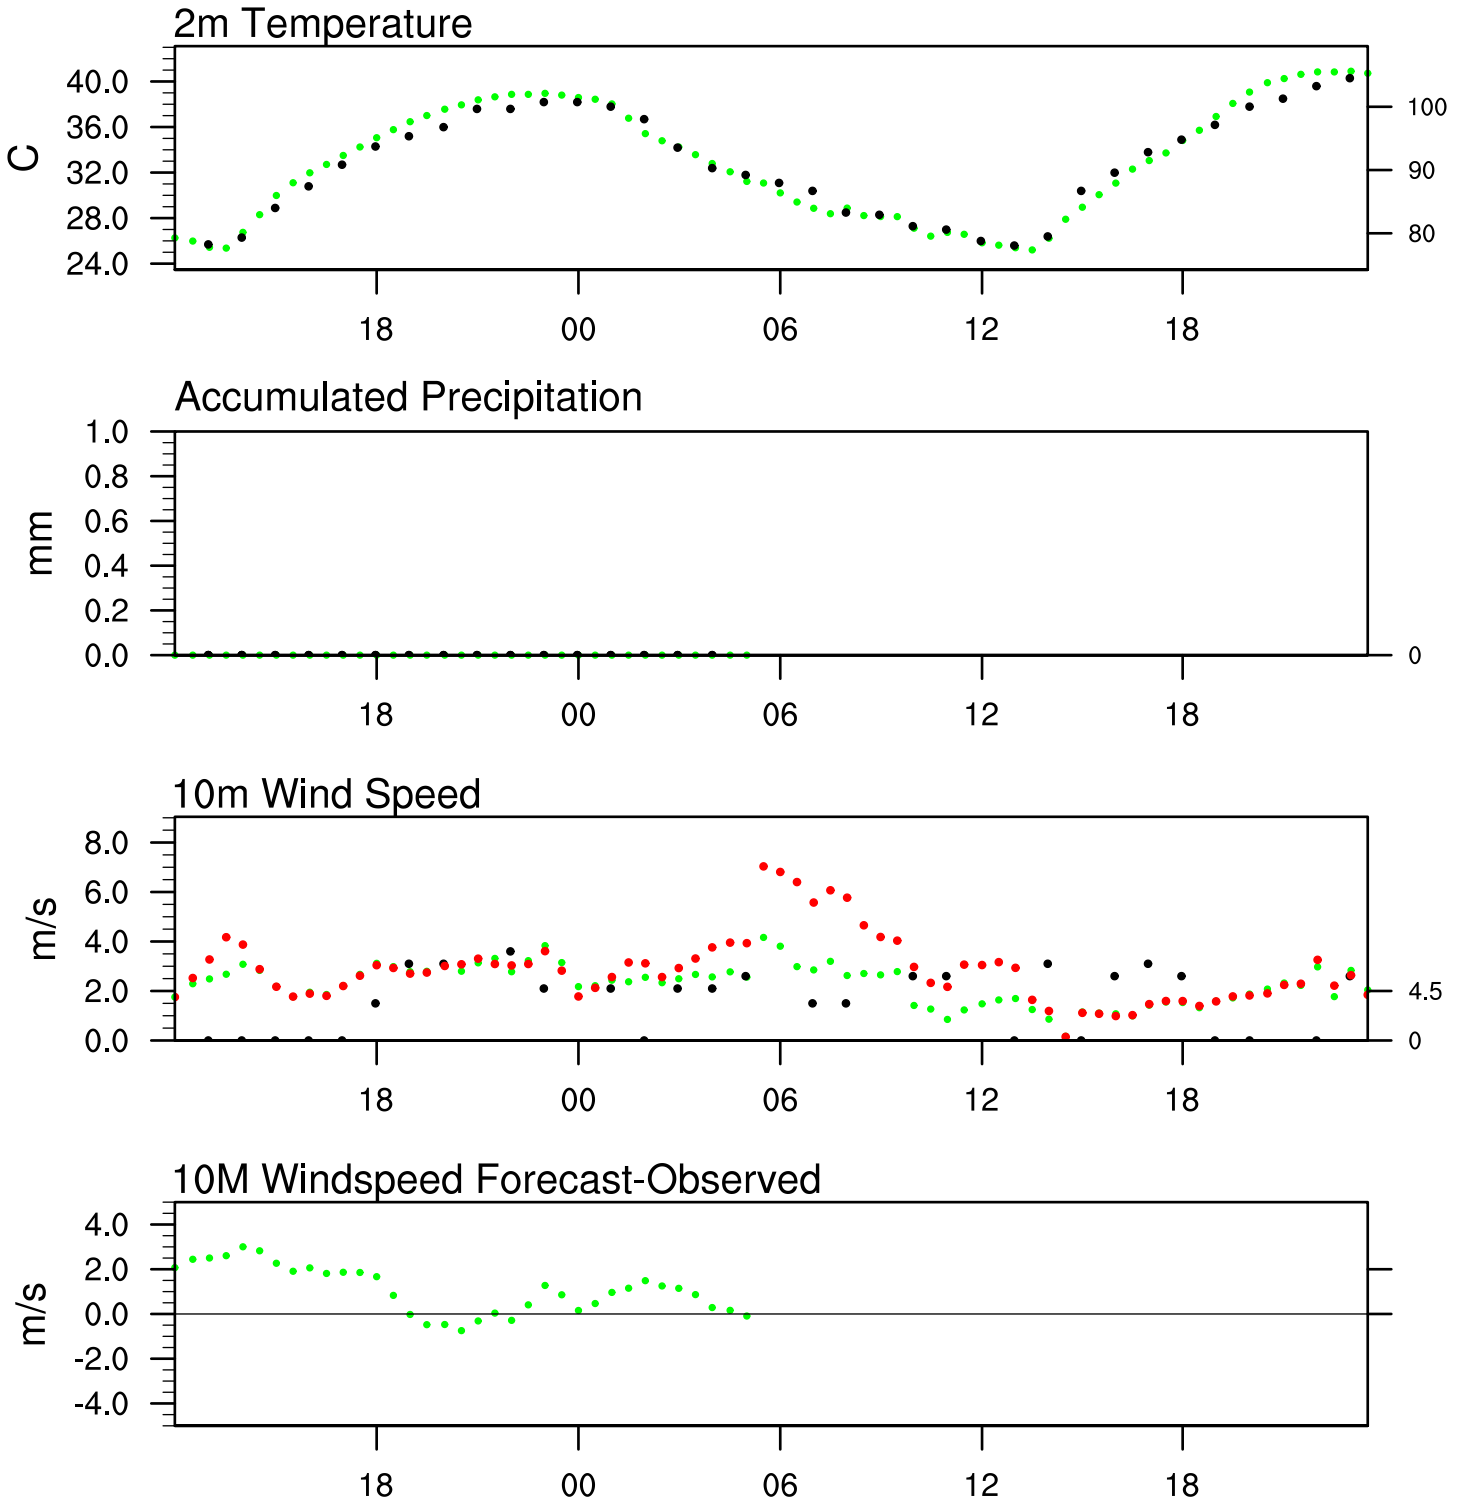 2m Temperature
40.0
36.0
32.0
28.0
24.0
C
100
90
80
18 00 06 12 18
Accumulated Precipitation
1.0
0.8
0.6
0.4
0.2
0.0
mm
0
18 00 06 12 18
10m Wind Speed
8.0
6.0
4.0
2.0
0.0
m/s
4.5
0
18 00 06 12 18
10M Windspeed Forecast-Observed
4.0
2.0
0.0
-2.0
-4.0
m/s
18 00 06 12 18